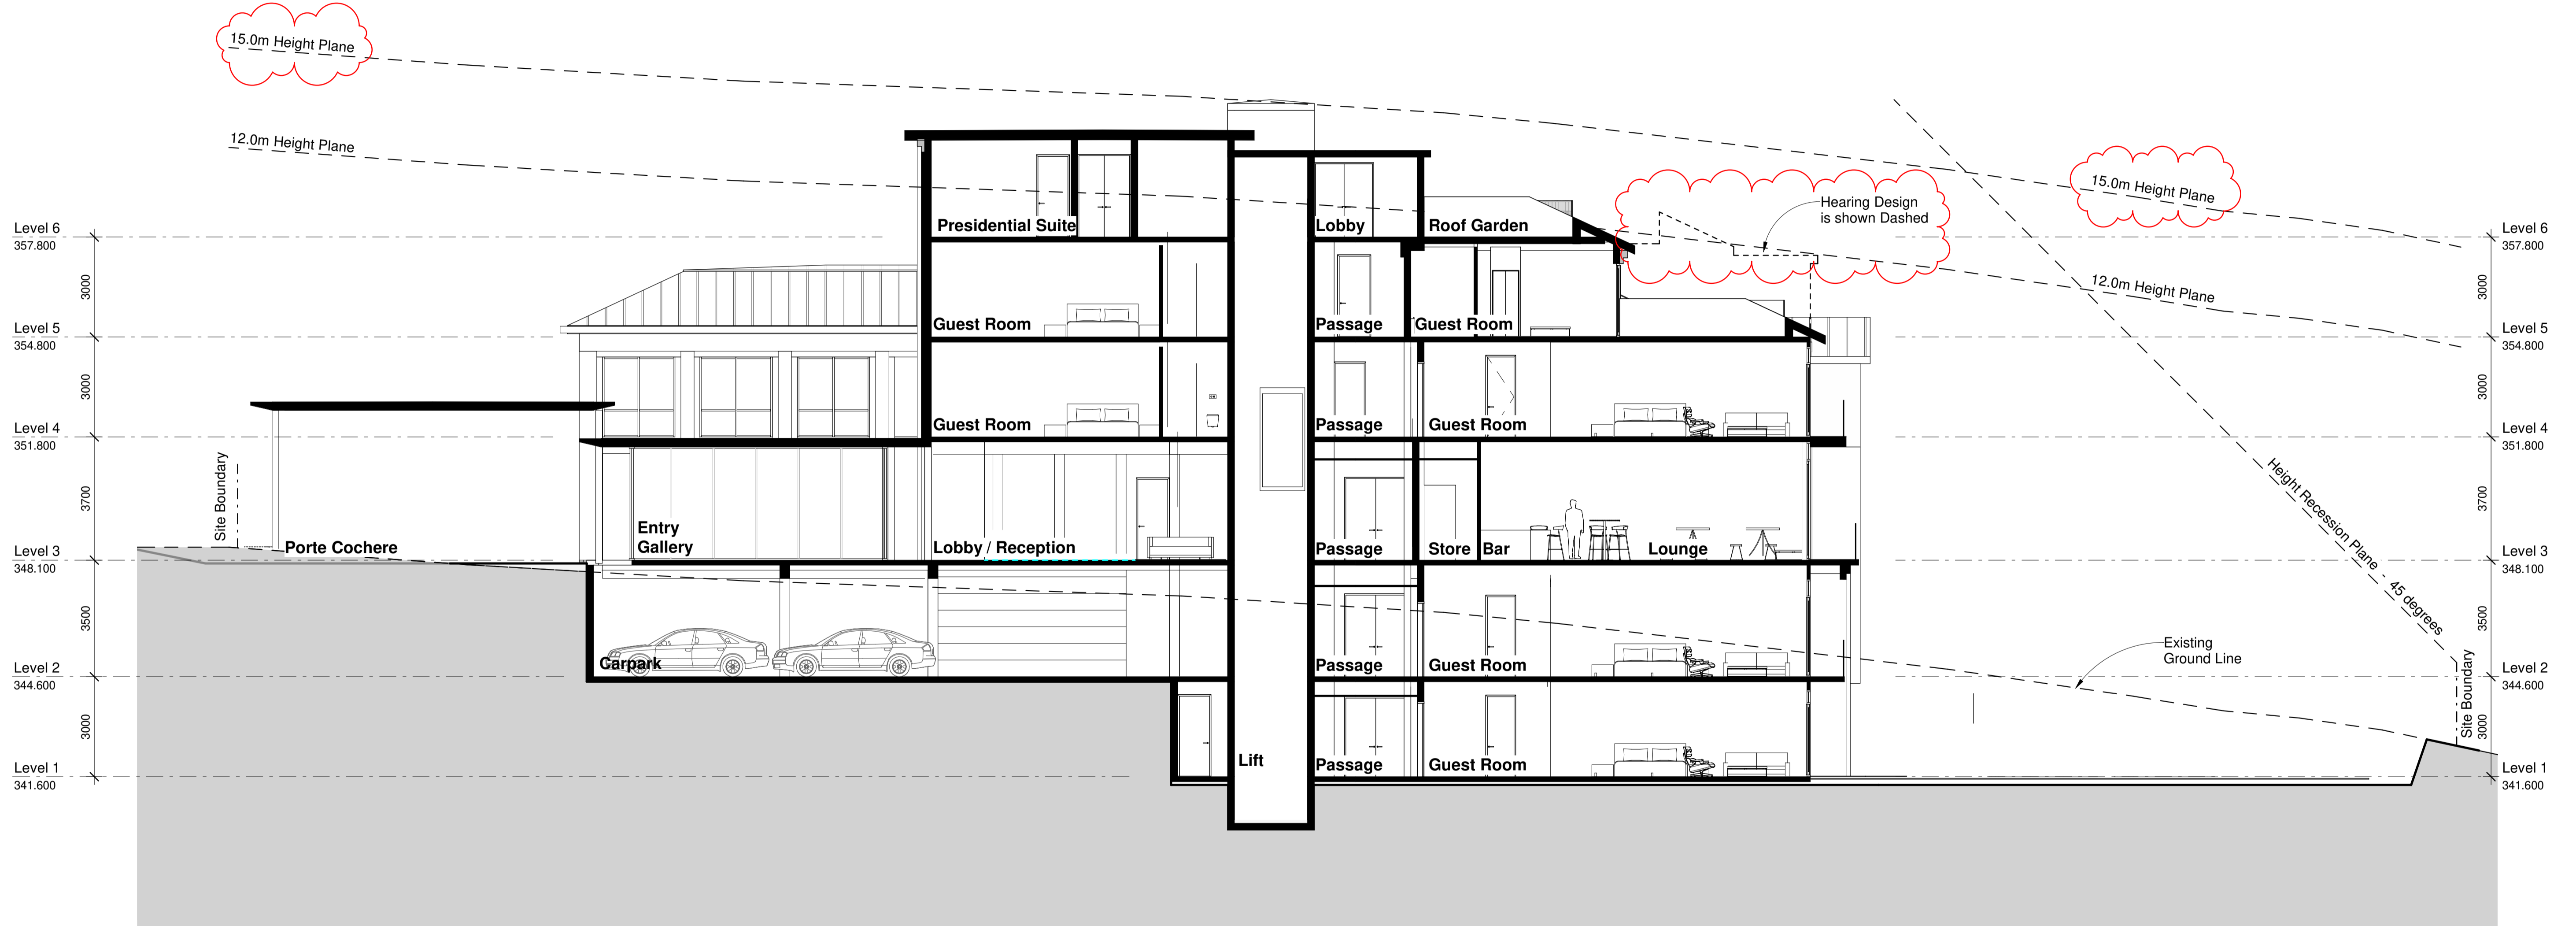 15.0m Height Plane
12.0m Height Plane
15.0m Height Plane
12.0m Height Plane
Hearing Design
is shown Dashed
Level 6
357.800
3000
Level 5
354.800
3000
Level 4
351.800
3700
Level 3
348.100
3500
Level 2
344.600
3000
Level 1
341.600
Site Boundary
Presidential Suite
Lobby
Roof Garden
Guest Room
Passage
Guest Room
Guest Room
Passage
Guest Room
Porte Cochere
Entry
Gallery
Lobby / Reception
Passage
Store
Bar
Lounge
Carpark
Passage
Guest Room
Lift
Passage
Guest Room
Height Recession Plane - 45 degrees
Existing
Ground Line
Site Boundary
Level 6
357.800
3000
Level 5
354.800
3000
Level 4
351.800
3700
Level 3
348.100
3500
Level 2
344.600
3000
Level 1
341.600